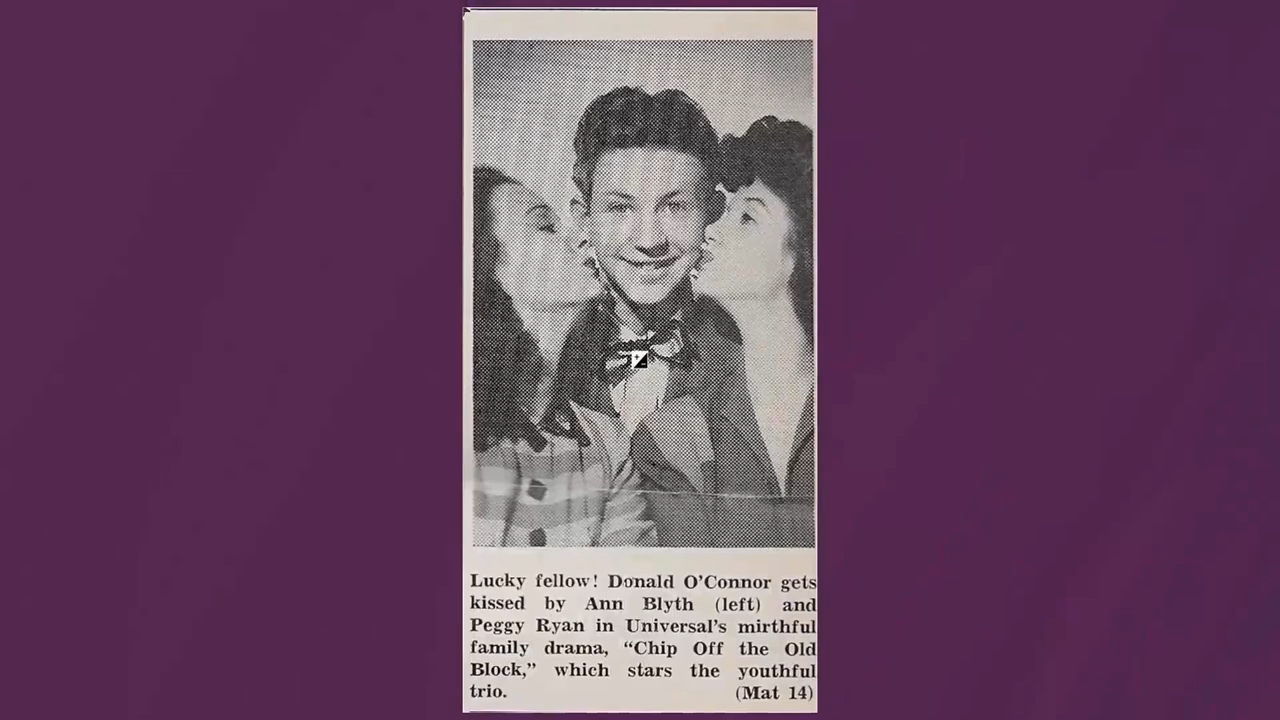 Lucky fellow! Donald O'Connor gets
kissed by Ann Blyth (left) and
Peggy Ryan in Universal's mirthful
family drama, "Chip Off the Old
Block," which stars the youthful
trio. (Mat 14)